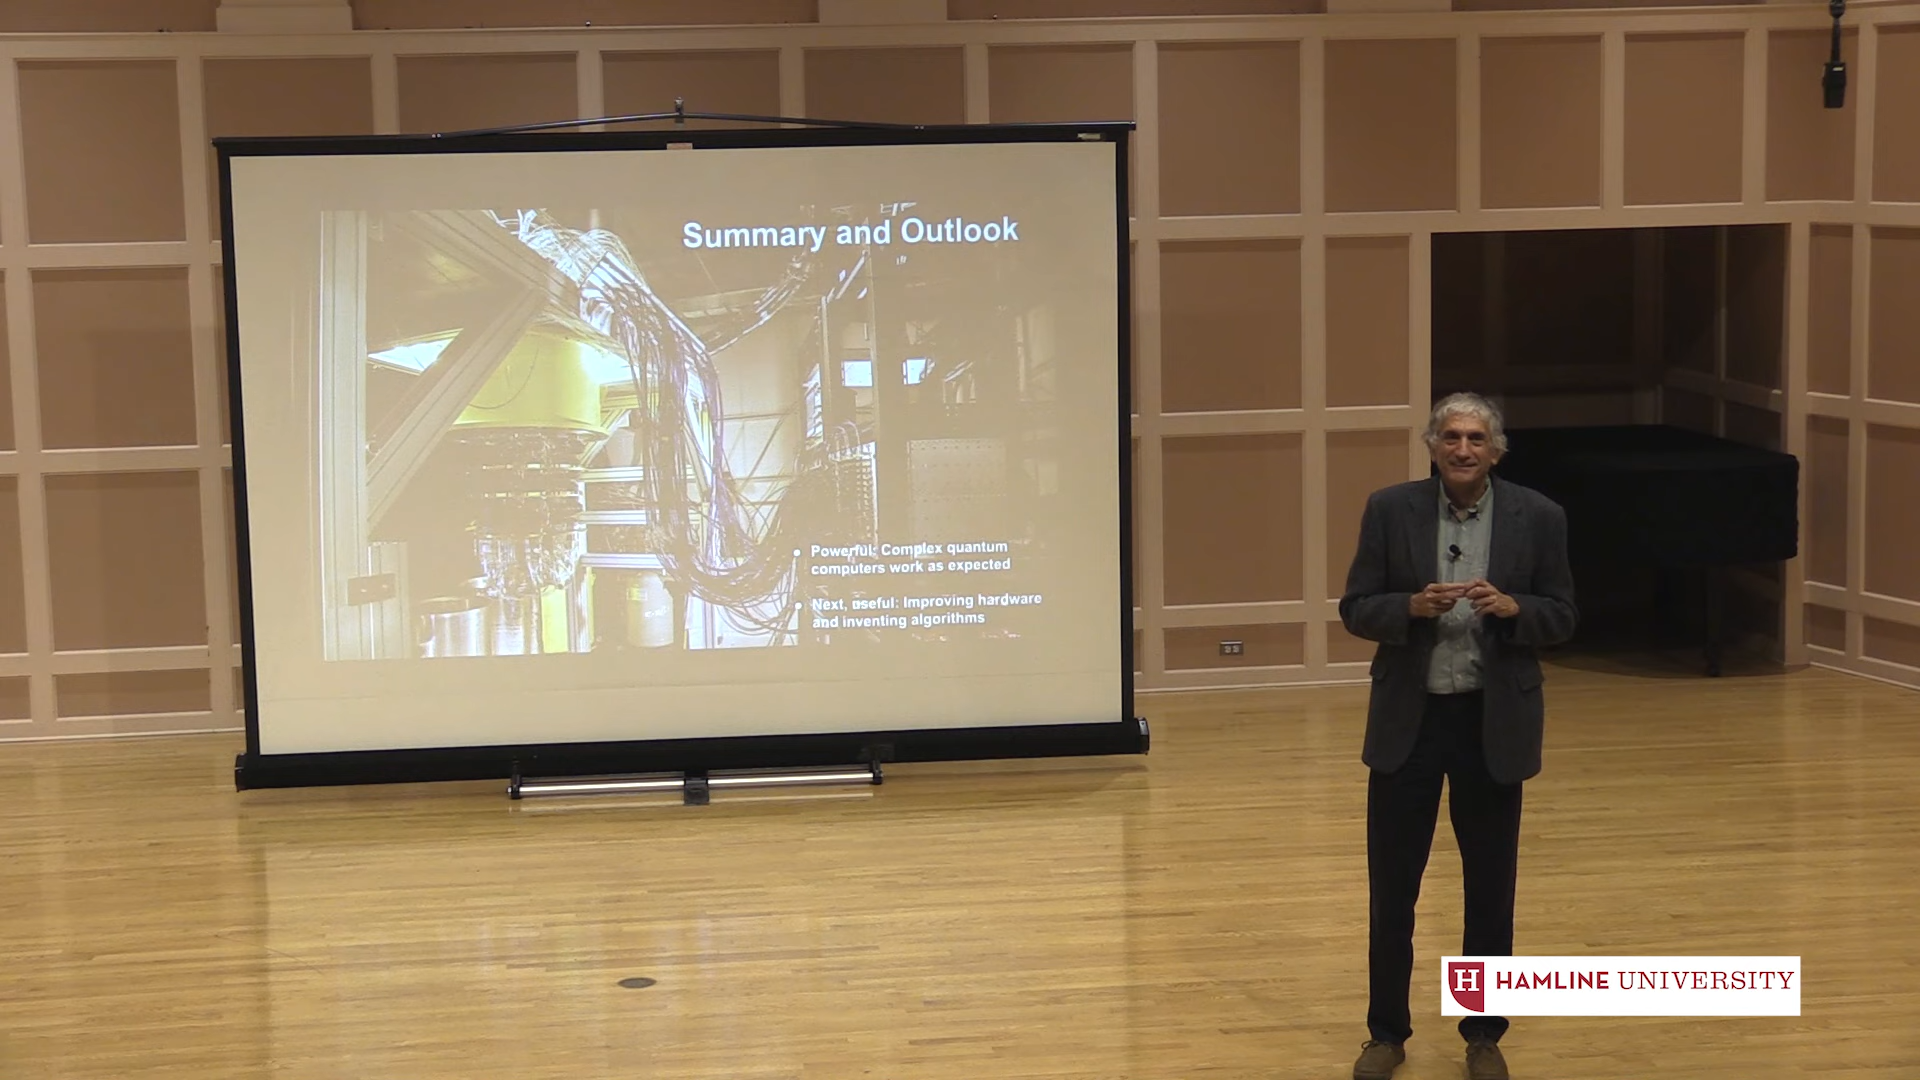 Summary and Outlook
• Powerful: Complex quantum
computers work as expected
• Next, useful: Improving hardware
and inventing algorithms
H HAMLINE UNIVERSITY